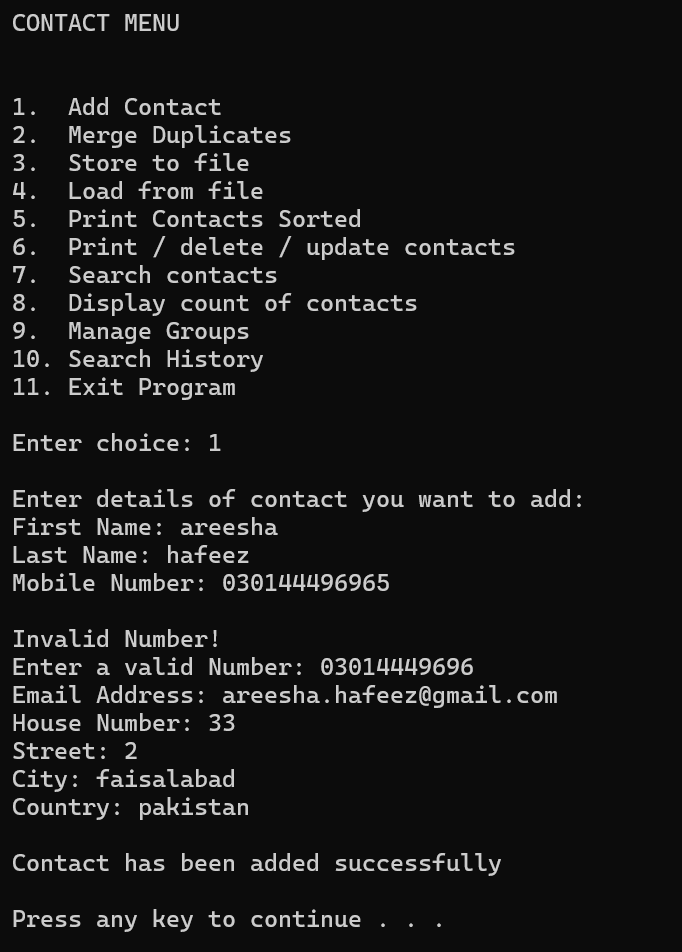 CONTACT MENU
1.  Add Contact
2.  Merge Duplicates
3.  Store to file
4.  Load from file
5.  Print Contacts Sorted
6.  Print / delete / update contacts
7.  Search contacts
8.  Display count of contacts
9.  Manage Groups
10. Search History
11. Exit Program
Enter choice: 1
Enter details of contact you want to add:
First Name: areesha
Last Name: hafeez
Mobile Number: 030144496965
Invalid Number!
Enter a valid Number: 03014449696
Email Address: areesha.hafeez@gmail.com
House Number: 33
Street: 2
City: faisalabad
Country: pakistan
Contact has been added successfully
Press any key to continue . . .